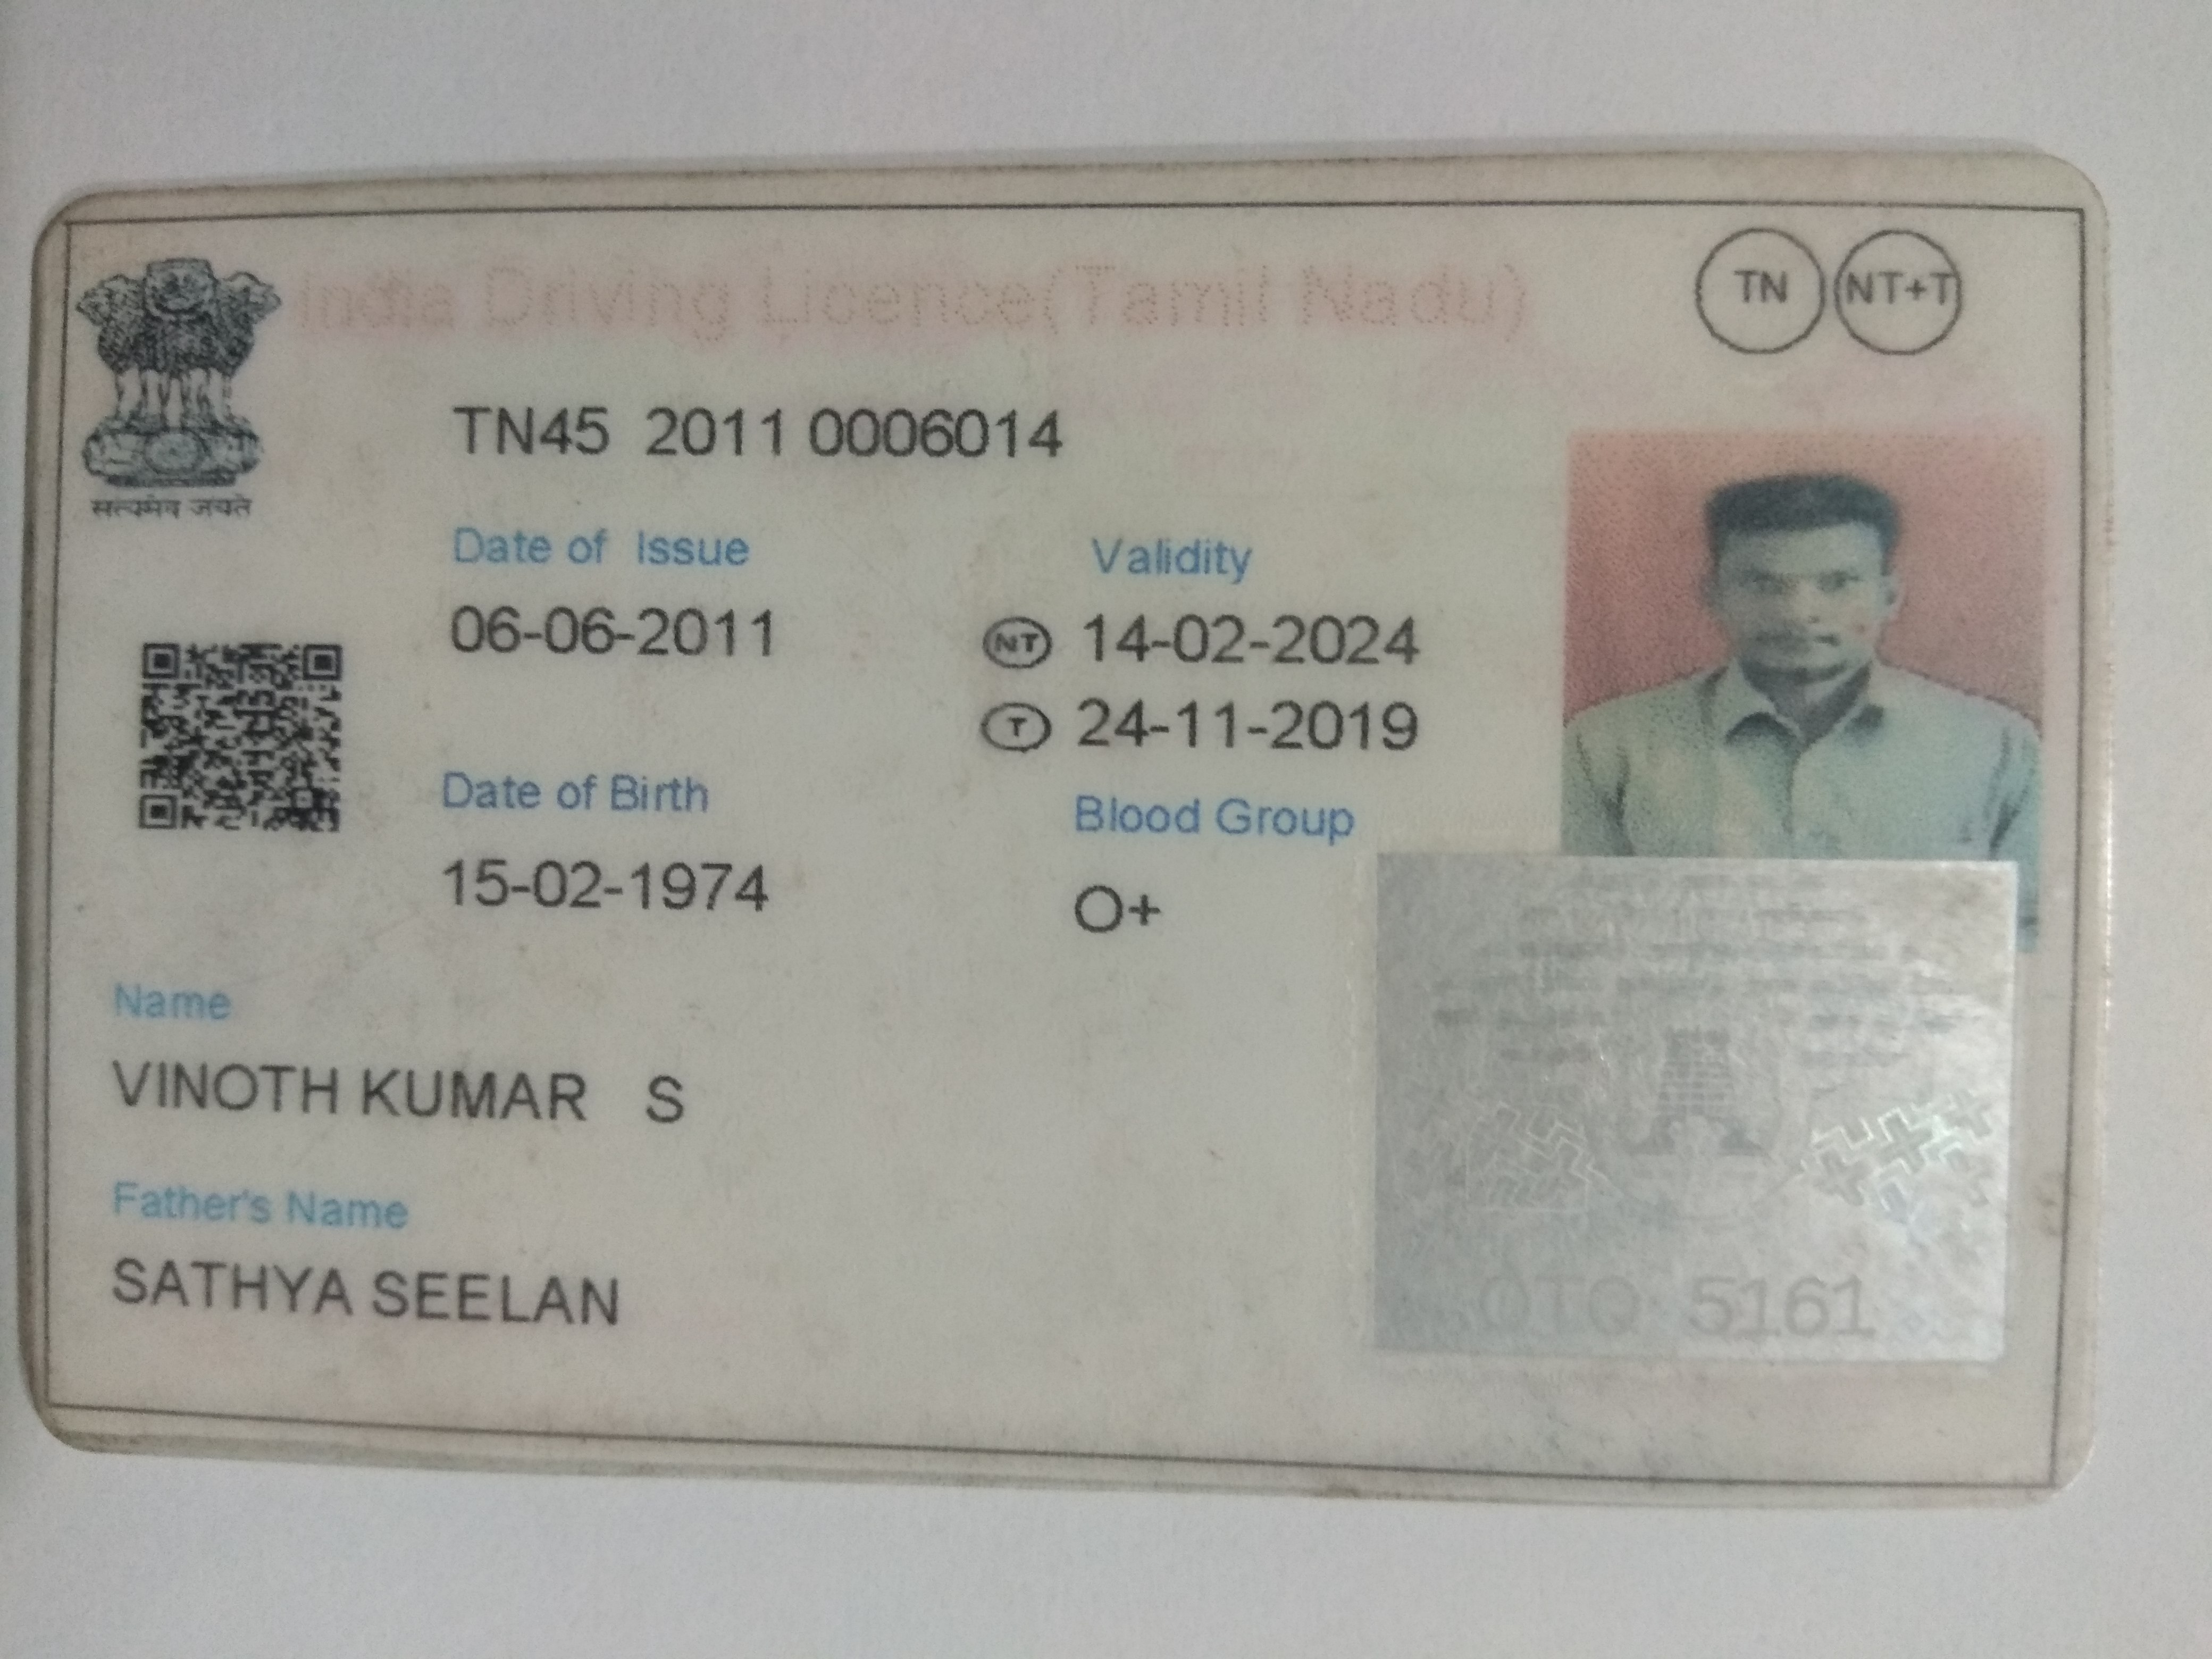 India Driving Licence(Tamil Nadu)
TN NT+T
सत्यमेव जयते
TN45 2011 0006014
Date of Issue
06-06-2011
Validity
NT 14-02-2024
T 24-11-2019
Date of Birth
15-02-1974
Blood Group
O+
Name
VINOTH KUMAR S
Father's Name
SATHYA SEELAN
5161